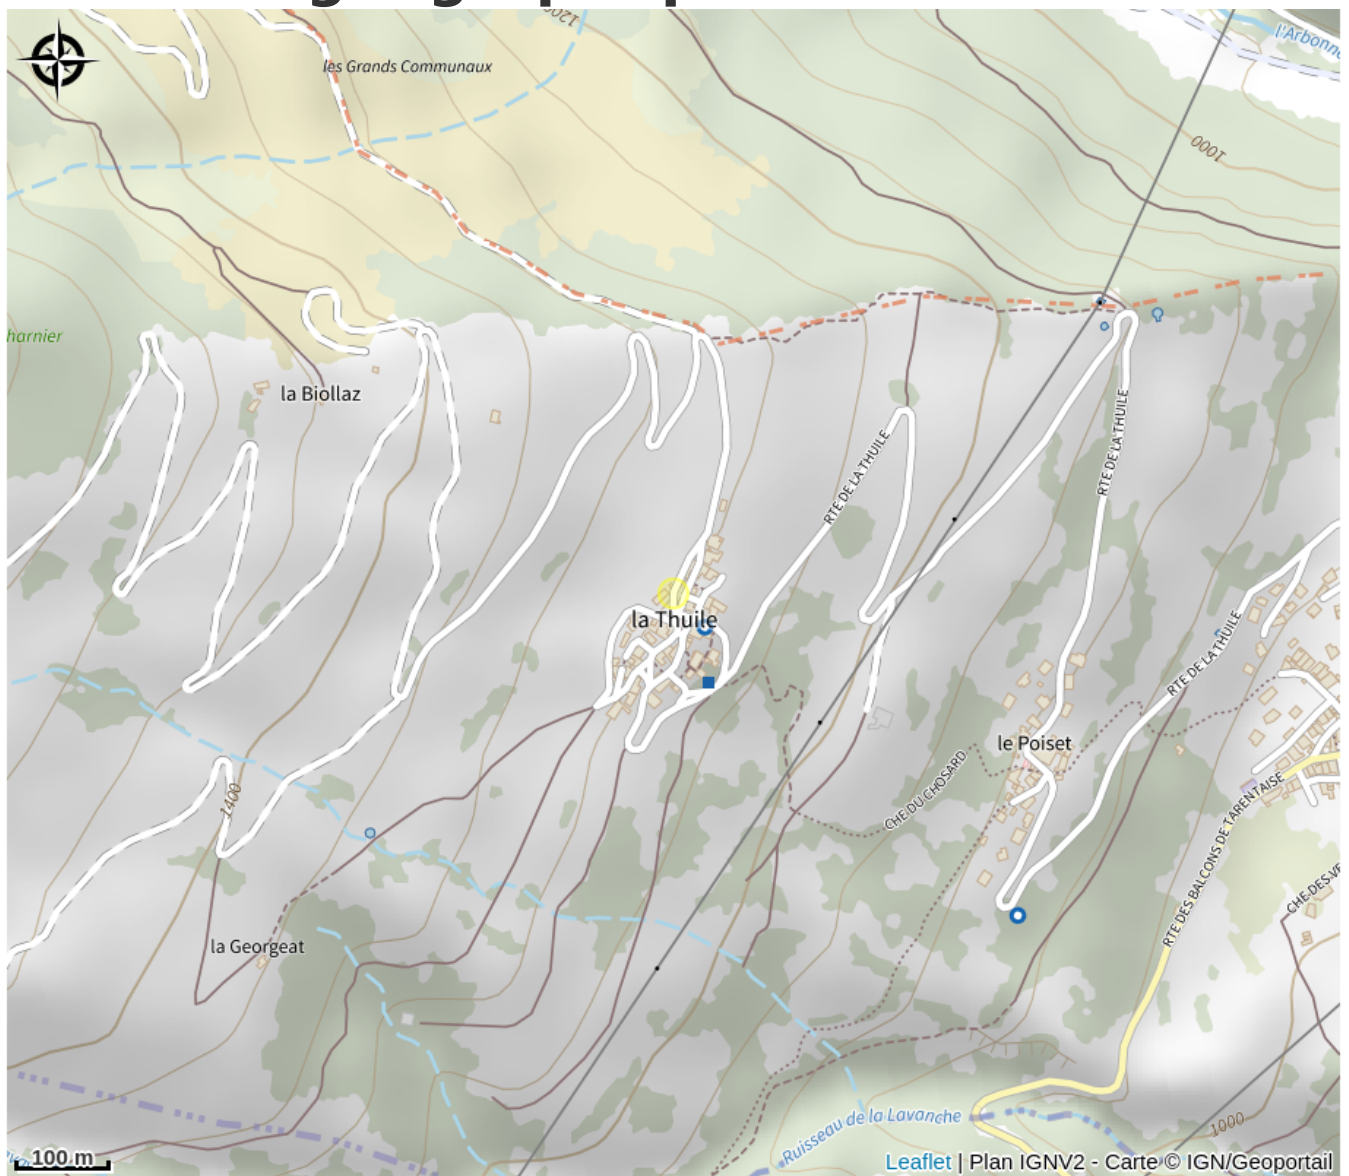 1200
l'Arbonne
les Grands Communaux
1000
harnier
la Biollaz
RTE DE LA THUILE
RTE DE LA THUILE
la Thuile
RTE DE LA THUILE
le Poiset
CHE DU CHOSARD
1400
RTE DES BALCONS DE TARENTAISE
CHE-DES-VE
la Georgeat
Ruisseau de la Lavanche
1000
100 m
Leaflet | Plan IGNV2 - Carte © IGN/Geoportail